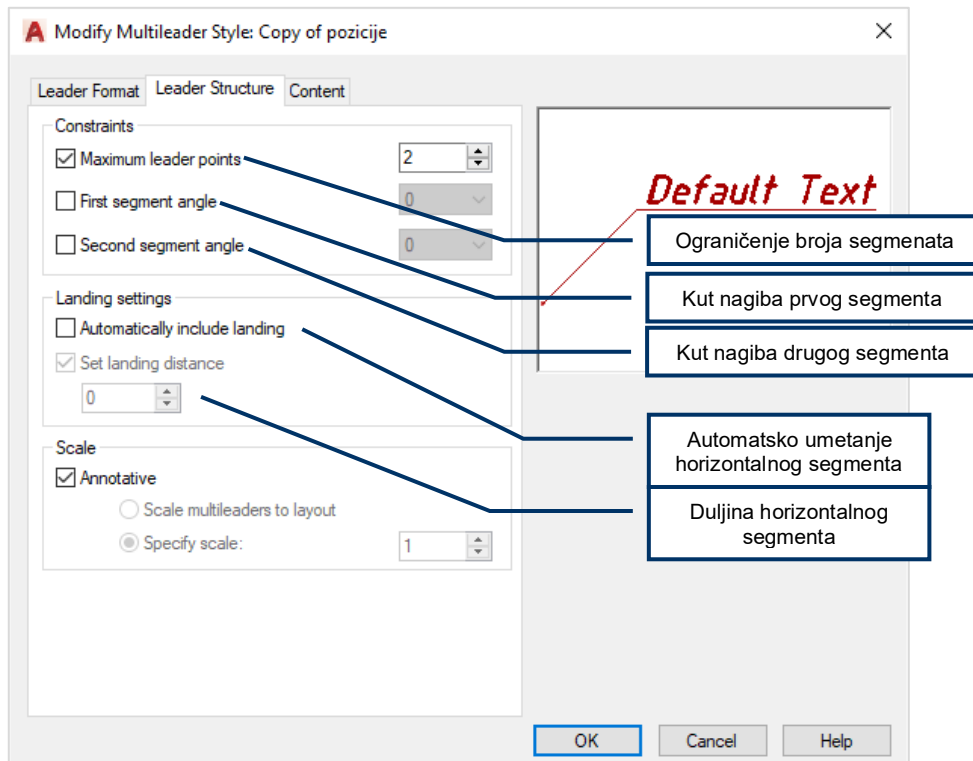 Modify Multileader Style: Copy of pozicije
Leader Format Leader Structure Content
Constraints
Maximum leader points 2
First segment angle 0
Second segment angle 0
Landing settings
Automatically include landing
Set landing distance
0
Scale
Annotative
Scale multileaders to layout
Specify scale: 1
Default Text
Ograničenje broja segmenata
Kut nagiba prvog segmenta
Kut nagiba drugog segmenta
Automatsko umetanje
horizontalnog segmenta
Duljina horizontalnog
segmenta
OK Cancel Help